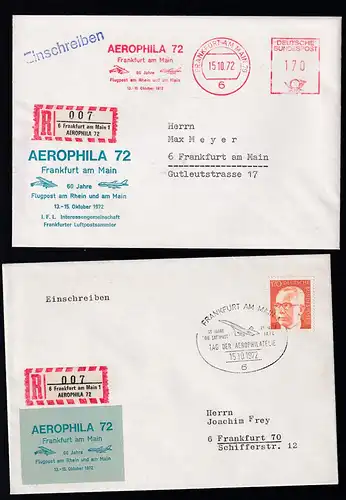 Einschreiben
AEROPHILA 72
Frankfurt am Main
60 Jahre
Flugpost am Rhein und am Main
13.-15. Oktober 1972
FRANKFURT AM MAIN
15.10.72
6
DEUTSCHE
BUNDESPOST
170
R
007
6 Frankfurt am Main 1
AEROPHILA 72
AEROPHILA 72
Frankfurt am Main
60 Jahre
Flugpost am Rhein und am Main
13.-15. Oktober 1972
I.F.L. Interessengemeinschaft
Frankfurter Luftpostsammler
Herrn
Max Meyer
6 Frankfurt am Main
Gutleutstrasse 17
Einschreiben
FRANKFURT AM MAIN
TAG DER AEROPHILATELIE
15.10.1972
6
170
R
007
6 Frankfurt am Main 1
AEROPHILA 72
AEROPHILA 72
Frankfurt am Main
60 Jahre
Flugpost am Rhein und am Main
13.-15. Oktober 1972
Herrn
Joachim Frey
6 Frankfurt 70
Schifferstr. 12